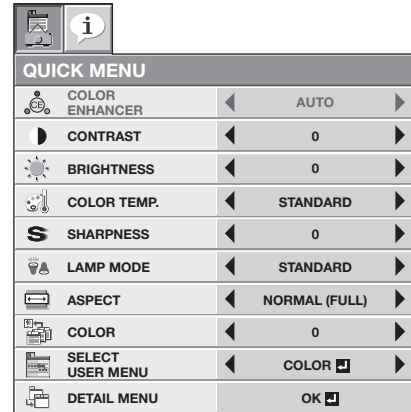 i
QUICK MENU
CE
COLOR
ENHANCER
AUTO
CONTRAST
0
BRIGHTNESS
0
COLOR TEMP.
STANDARD
S
SHARPNESS
0
LAMP MODE
STANDARD
ASPECT
NORMAL (FULL)
COLOR
0
SELECT
USER MENU
COLOR
DETAIL MENU
OK